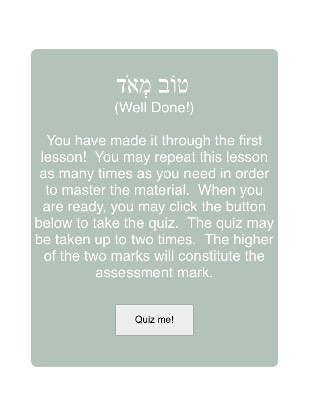 טוֹב מְאֹד
(Well Done!)
You have made it through the first
lesson!  You may repeat this lesson
as many times as you need in order
to master the material.  When you
are ready, you may click the button
below to take the quiz.  The quiz may
be taken up to two times.  The higher
of the two marks will constitute the
assessment mark.
Quiz me!